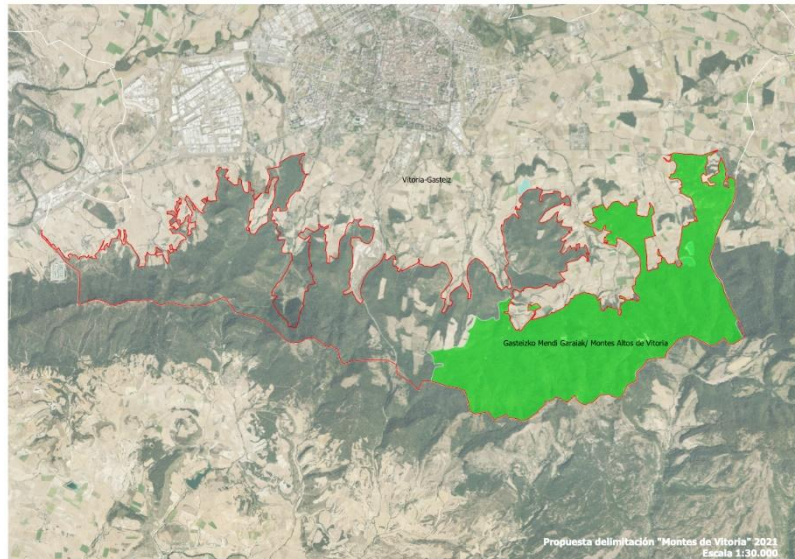 Vitoria-Gasteiz
Gasteizko Mendi Garaiak/ Montes Altos de Vitoria
Propuesta delimitación "Montes de Vitoria" 2021
Escala 1:30.000